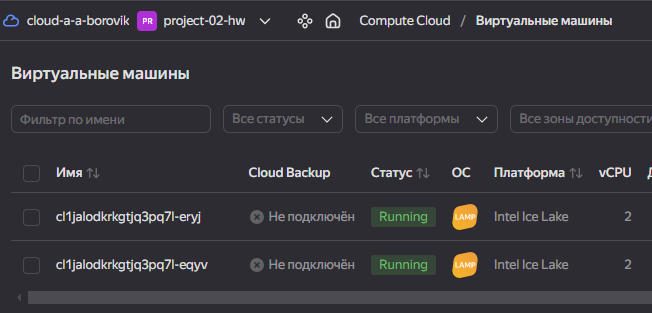 cloud-a-a-borovik PR project-02-hw Compute Cloud / Виртуальные машины
Виртуальные машины
Фильтр по имени Все статусы Все платформы Все зоны доступности
Имя Cloud Backup Статус ОС Платформа vCPU
cl1jalodkrkgtjq3pq7l-eryj Не подключён Running LAMP Intel Ice Lake 2
cl1jalodkrkgtjq3pq7l-eqyv Не подключён Running LAMP Intel Ice Lake 2